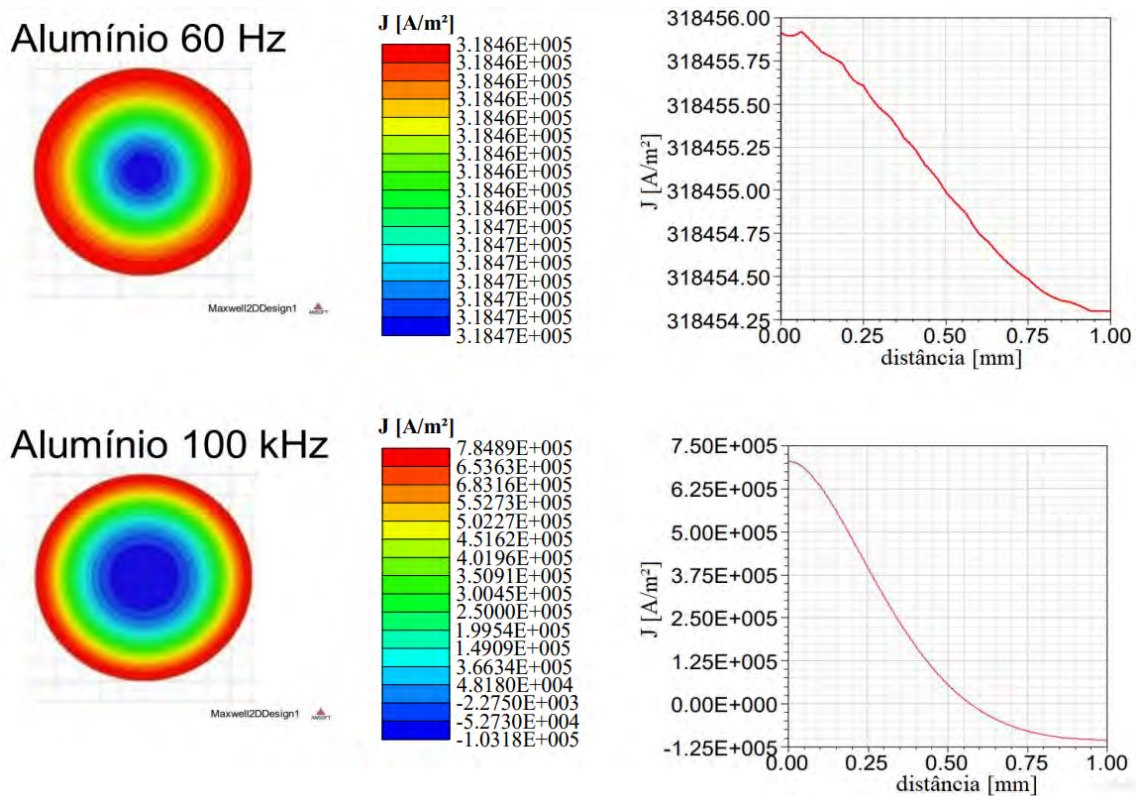 Alumínio 60 Hz
Maxwell2DDesign1
ANSOFT
J [A/m²]
3.1846E+005
3.1846E+005
3.1846E+005
3.1846E+005
3.1846E+005
3.1846E+005
3.1846E+005
3.1846E+005
3.1846E+005
3.1846E+005
3.1847E+005
3.1847E+005
3.1847E+005
3.1847E+005
3.1847E+005
3.1847E+005
3.1847E+005
J [A/m²]
318456.00
318455.75
318455.50
318455.25
318455.00
318454.75
318454.50
318454.25
0.00 0.25 0.50 0.75 1.00
distância [mm]
Alumínio 100 kHz
Maxwell2DDesign1
ANSOFT
J [A/m²]
7.8489E+005
6.5363E+005
6.8316E+005
5.5273E+005
5.0227E+005
4.5162E+005
4.0196E+005
3.5091E+005
3.0045E+005
2.5000E+005
1.9954E+005
1.4909E+005
3.6634E+005
4.8180E+004
-2.2750E+003
-5.2730E+004
-1.0318E+005
J [A/m²]
7.50E+005
6.25E+005
5.00E+005
3.75E+005
2.50E+005
1.25E+005
0.00E+000
-1.25E+005
0.00 0.25 0.50 0.75 1.00
distância [mm]